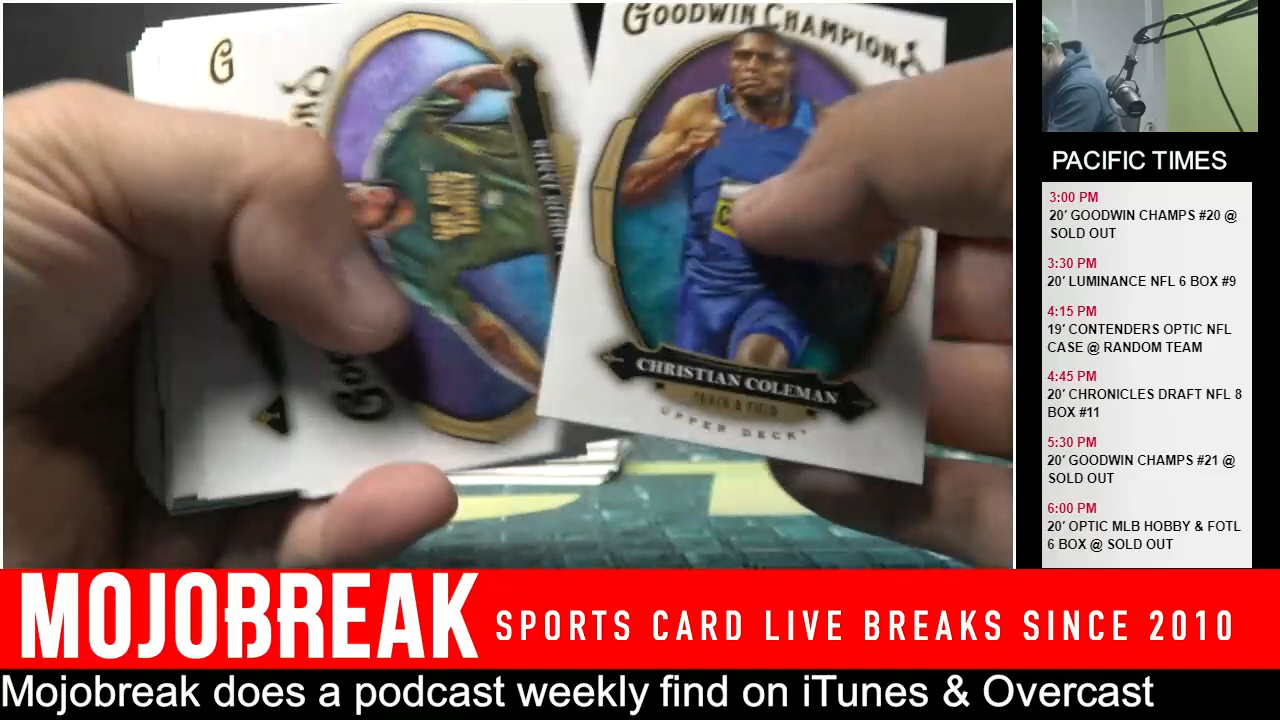 G
GOODWIN CHAMPIONS
CHRISTIAN COLEMAN
TRACK & FIELD
UPPER DECK
PACIFIC TIMES
3:00 PM
20' GOODWIN CHAMPS #20 @
SOLD OUT
3:30 PM
20' LUMINANCE NFL 6 BOX #9
4:15 PM
19' CONTENDERS OPTIC NFL
CASE @ RANDOM TEAM
4:45 PM
20' CHRONICLES DRAFT NFL 8
BOX #11
5:30 PM
20' GOODWIN CHAMPS #21 @
SOLD OUT
6:00 PM
20' OPTIC MLB HOBBY & FOTL
6 BOX @ SOLD OUT
MOJOBREAK SPORTS CARD LIVE BREAKS SINCE 2010
Mojobreak does a podcast weekly find on iTunes & Overcast